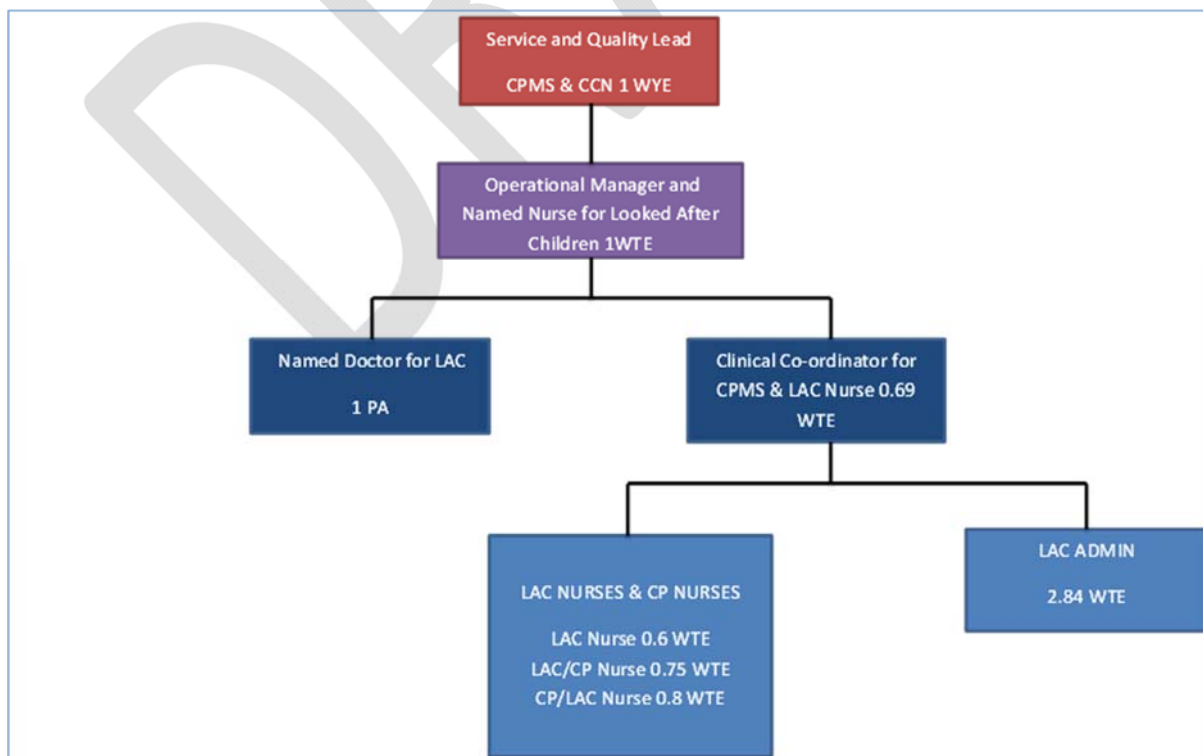 Service and Quality Lead
CPMS & CCN 1 WYE
Operational Manager and
Named Nurse for Looked After
Children 1WTE
Named Doctor for LAC
1 PA
Clinical Co-ordinator for
CPMS & LAC Nurse 0.69
WTE
LAC NURSES & CP NURSES
LAC Nurse 0.6 WTE
LAC/CP Nurse 0.75 WTE
CP/LAC Nurse 0.8 WTE
LAC ADMIN
2.84 WTE